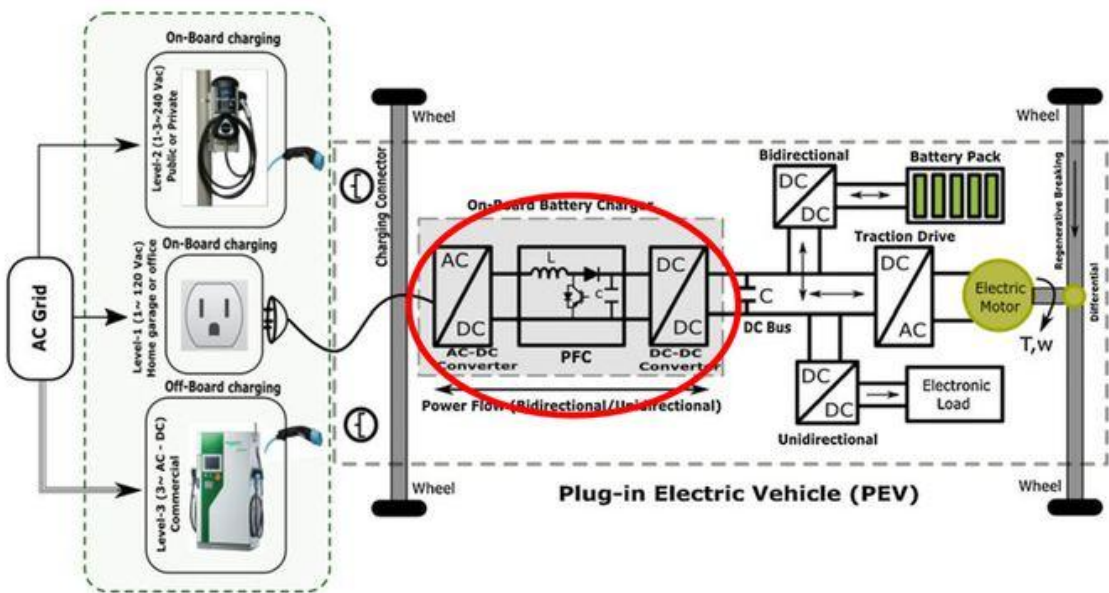 On-Board charging
Level-2 (1-3~240 Vac)
Public or Private
On-Board charging
Level-1 (1~ 120 Vac)
Home garage or office
Off-Board charging
Level-3 (3~ AC - DC)
Commercial
AC Grid
Wheel
Charging Connector
Wheel
On-Board Battery Charger
AC
DC
AC-DC
Converter
L
C
PFC
DC
DC
DC-DC
Converter
Power Flow (Bidirectional/Unidirectional)
C
DC Bus
Bidirectional
DC
DC
Battery Pack
Traction Drive
DC
AC
Electric
Motor
T,w
DC
DC
Unidirectional
Electronic
Load
Wheel
Regenerative Breaking
Differential
Wheel
Plug-in Electric Vehicle (PEV)